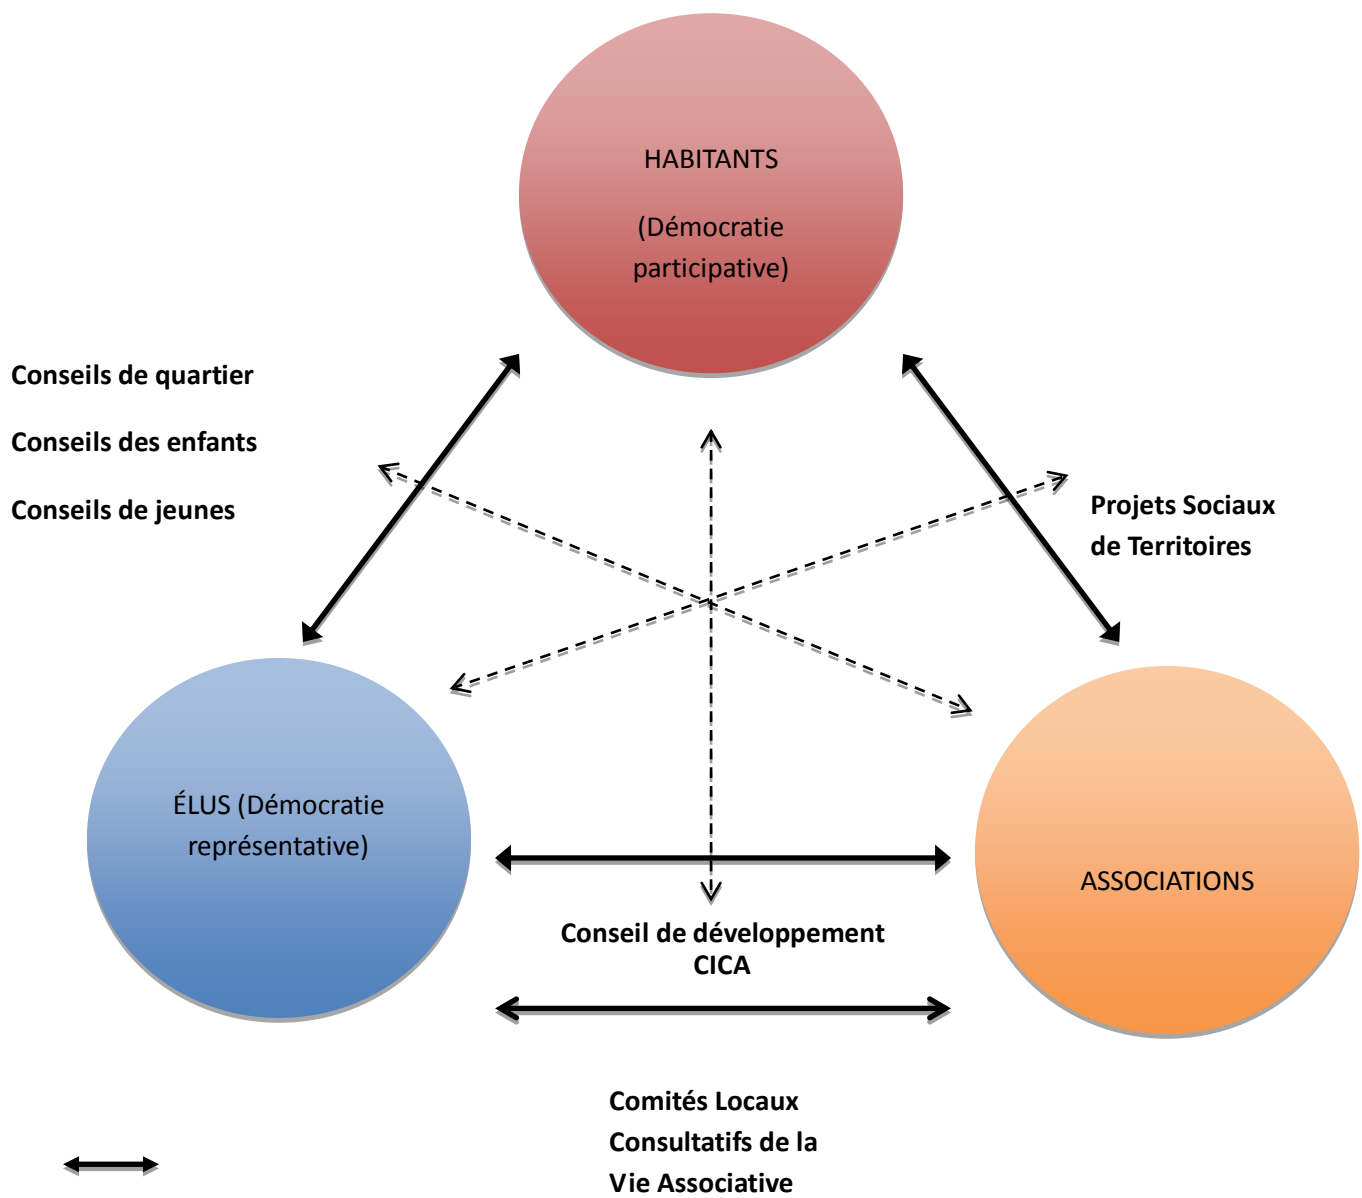 HABITANTS
(Démocratie
participative)
Conseils de quartier
Conseils des enfants
Conseils de jeunes
Projets Sociaux
de Territoires
ÉLUS (Démocratie
représentative)
ASSOCIATIONS
Conseil de développement
CICA
Comités Locaux
Consultatifs de la
Vie Associative